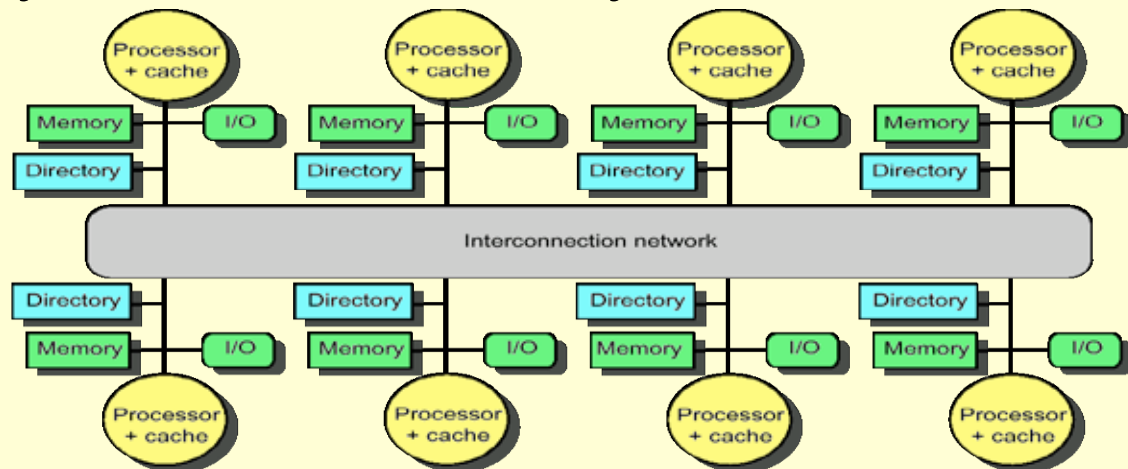 Processor
+ cache
Processor
+ cache
Processor
+ cache
Processor
+ cache
Memory
I/O
Memory
I/O
Memory
I/O
Memory
I/O
Directory
Directory
Directory
Directory
Interconnection network
Directory
Directory
Directory
Directory
Memory
I/O
Memory
I/O
Memory
I/O
Memory
I/O
Processor
+ cache
Processor
+ cache
Processor
+ cache
Processor
+ cache